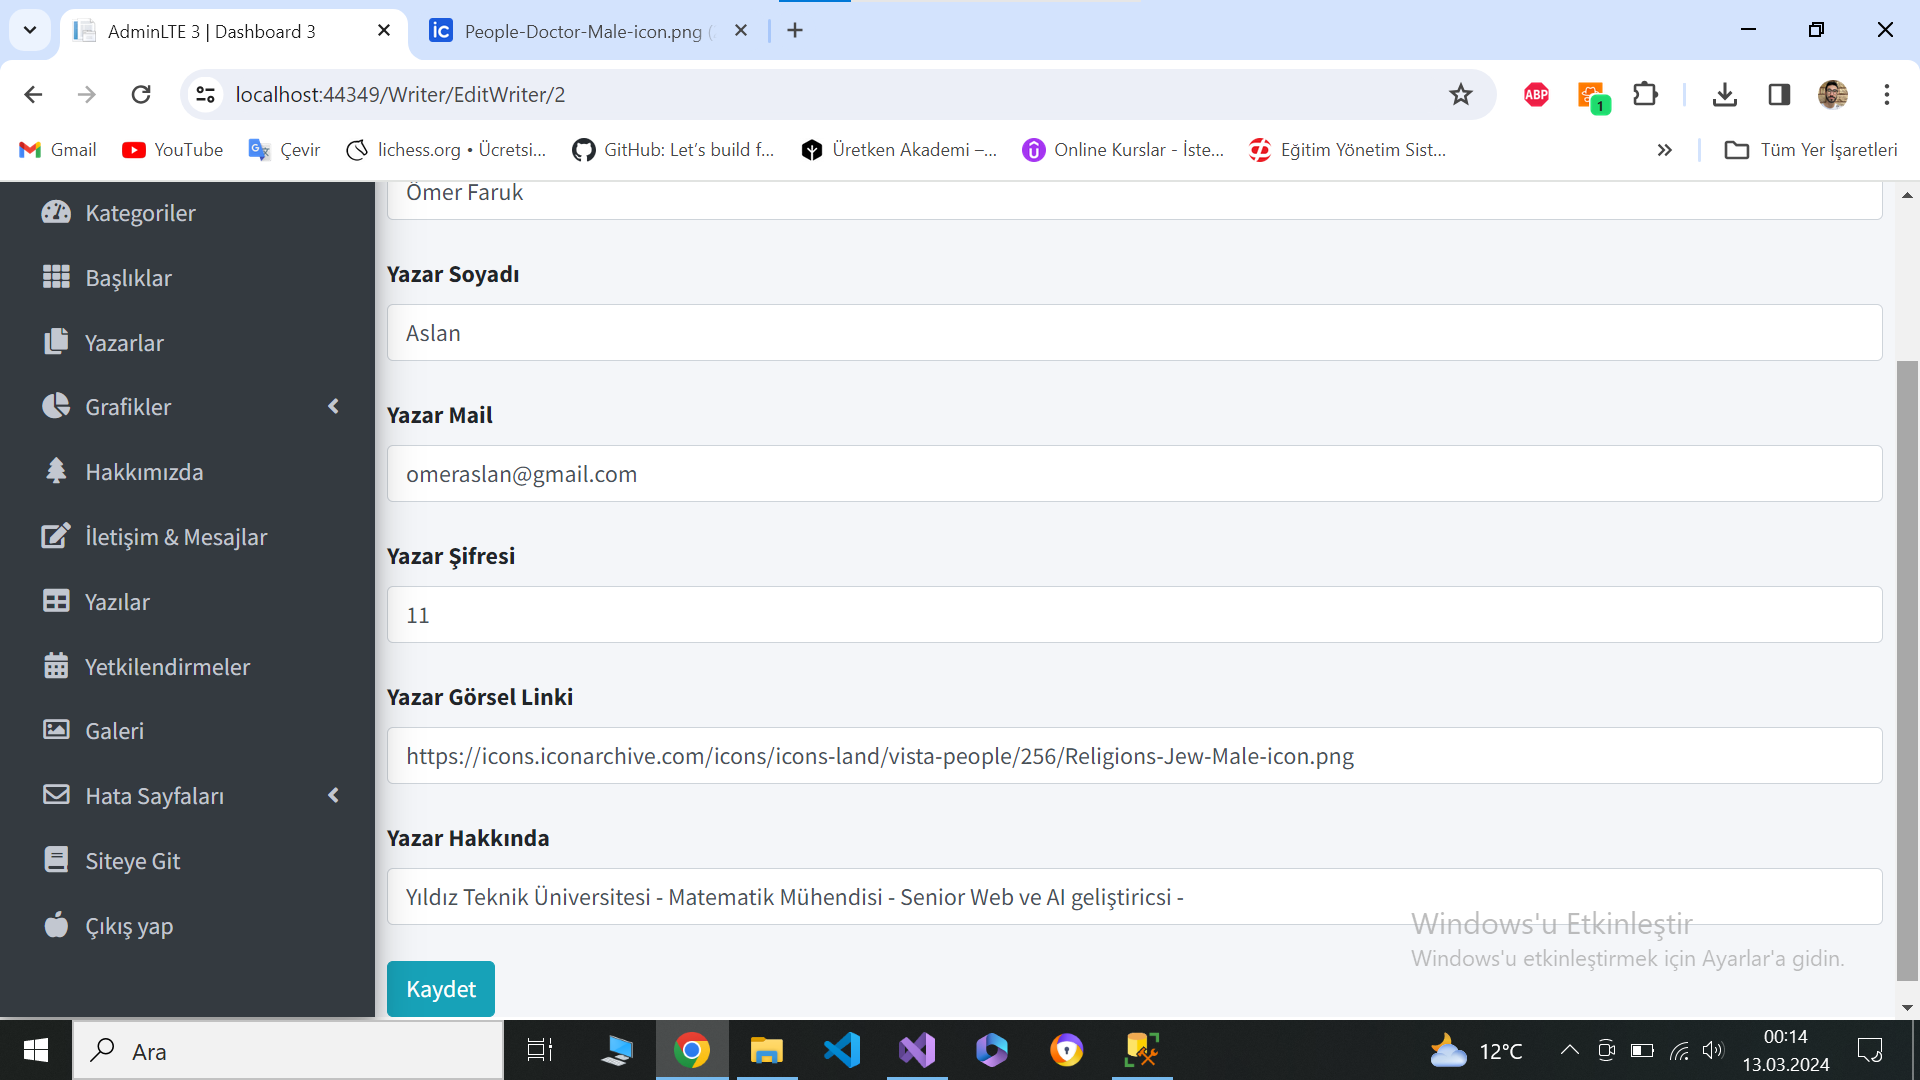 AdminLTE 3 | Dashboard 3
People-Doctor-Male-icon.png
localhost:44349/Writer/EditWriter/2
ABP
1
Gmail
YouTube
Çevir
lichess.org • Ücretsi...
GitHub: Let's build f...
Üretken Akademi –...
Online Kurslar - İste...
Eğitim Yönetim Sist...
Tüm Yer İşaretleri
Kategoriler
Başlıklar
Yazarlar
Grafikler
Hakkımızda
İletişim & Mesajlar
Yazılar
Yetkilendirmeler
Galeri
Hata Sayfaları
Siteye Git
Çıkış yap
Ömer Faruk
Yazar Soyadı
Aslan
Yazar Mail
omeraslan@gmail.com
Yazar Şifresi
11
Yazar Görsel Linki
https://icons.iconarchive.com/icons/icons-land/vista-people/256/Religions-Jew-Male-icon.png
Yazar Hakkında
Yıldız Teknik Üniversitesi - Matematik Mühendisi - Senior Web ve AI geliştiricsi -
Kaydet
Windows'u Etkinleştir
Windows'u etkinleştirmek için Ayarlar'a gidin.
Ara
12°C
00:14
13.03.2024